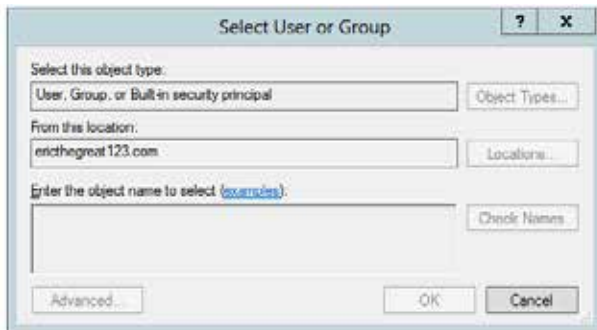 Select User or Group
? X
Select this object type:
User, Group, or Built-in security principal
Object Types...
From this location:
ericthegreat123.com
Locations...
Enter the object name to select (examples):
Check Names
Advanced...
OK
Cancel